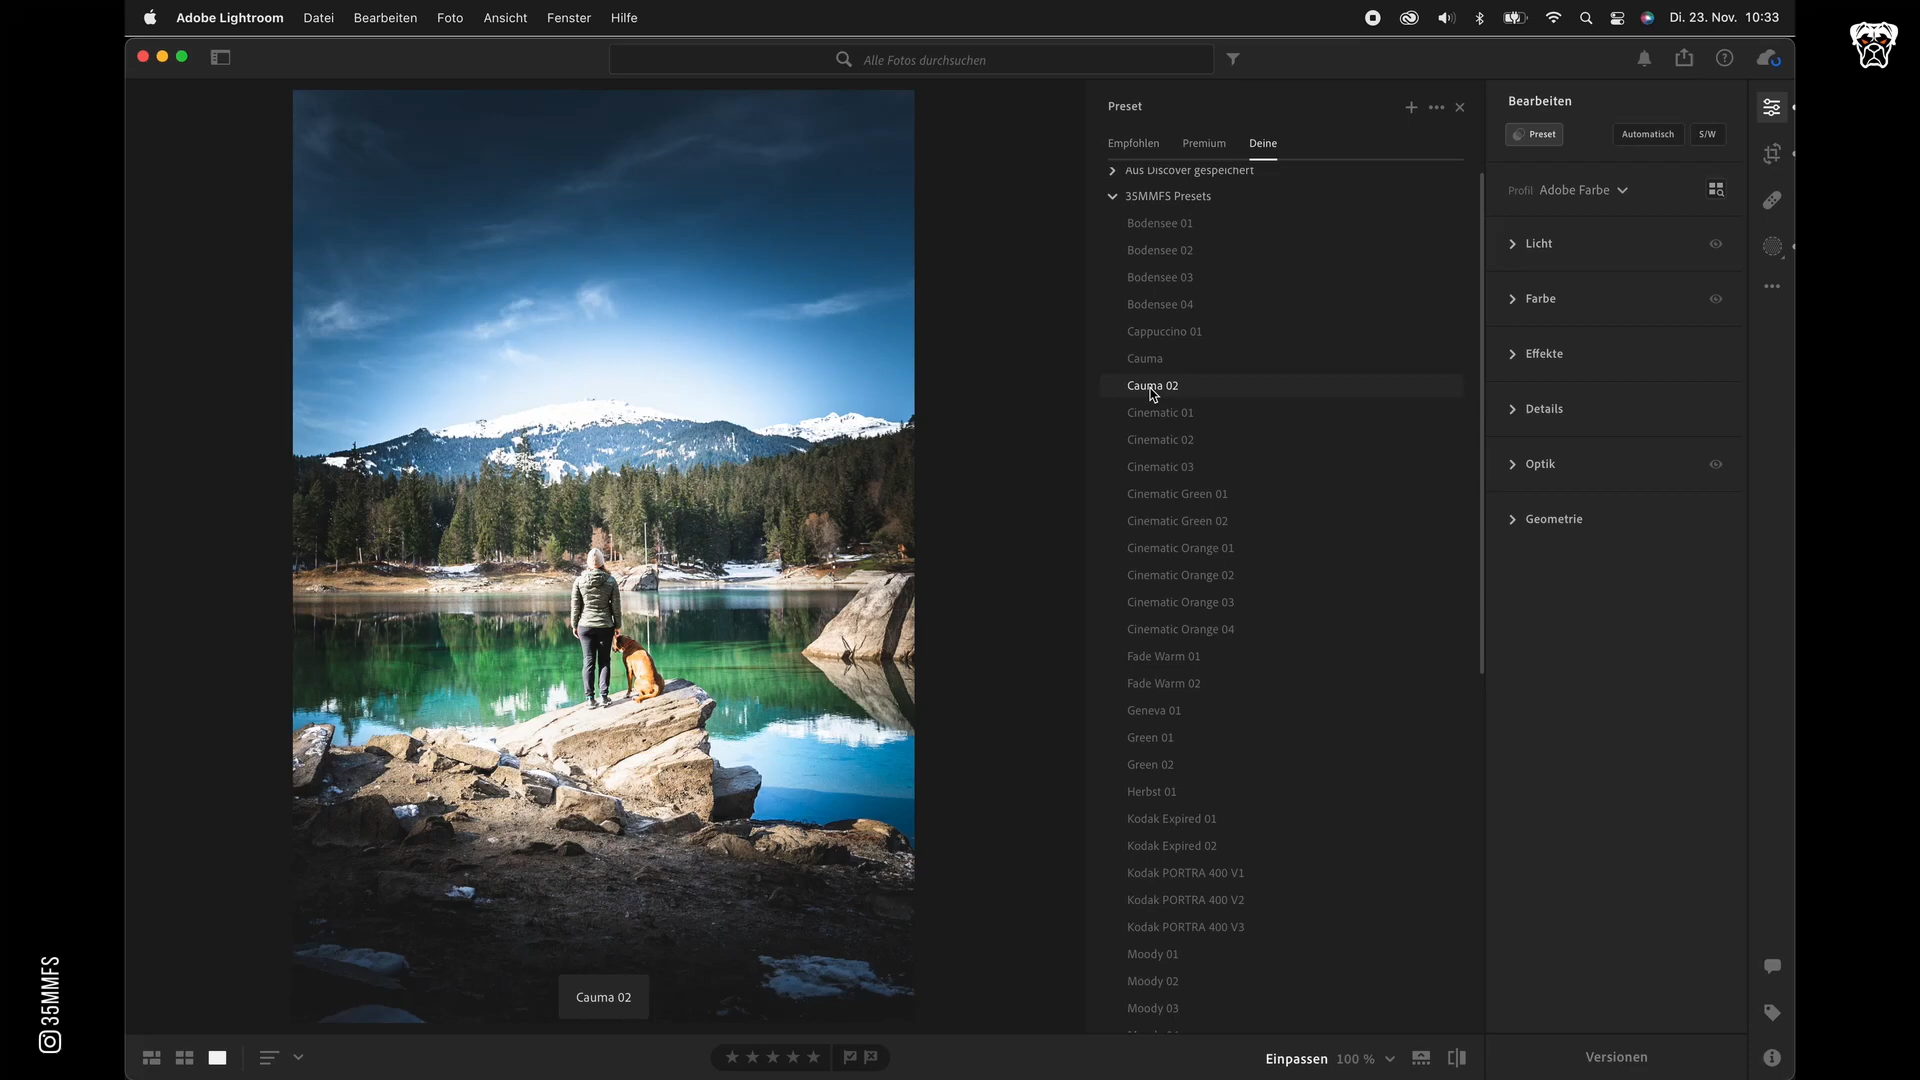 Adobe Lightroom Datei Bearbeiten Foto Ansicht Fenster Hilfe
Di. 23. Nov. 10:33
Alle Fotos durchsuchen
Preset
Empfohlen Premium Deine
Aus Discover gespeichert
35MMFS Presets
Bodensee 01
Bodensee 02
Bodensee 03
Bodensee 04
Cappuccino 01
Cauma
Cauma 02
Cinematic 01
Cinematic 02
Cinematic 03
Cinematic Green 01
Cinematic Green 02
Cinematic Orange 01
Cinematic Orange 02
Cinematic Orange 03
Cinematic Orange 04
Fade Warm 01
Fade Warm 02
Geneva 01
Green 01
Green 02
Herbst 01
Kodak Expired 01
Kodak Expired 02
Kodak PORTRA 400 V1
Kodak PORTRA 400 V2
Kodak PORTRA 400 V3
Moody 01
Moody 02
Moody 03
Bearbeiten
Preset Automatisch S/W
Profil Adobe Farbe
Licht
Farbe
Effekte
Details
Optik
Geometrie
Cauma 02
Einpassen 100 %
Versionen
35MMFS